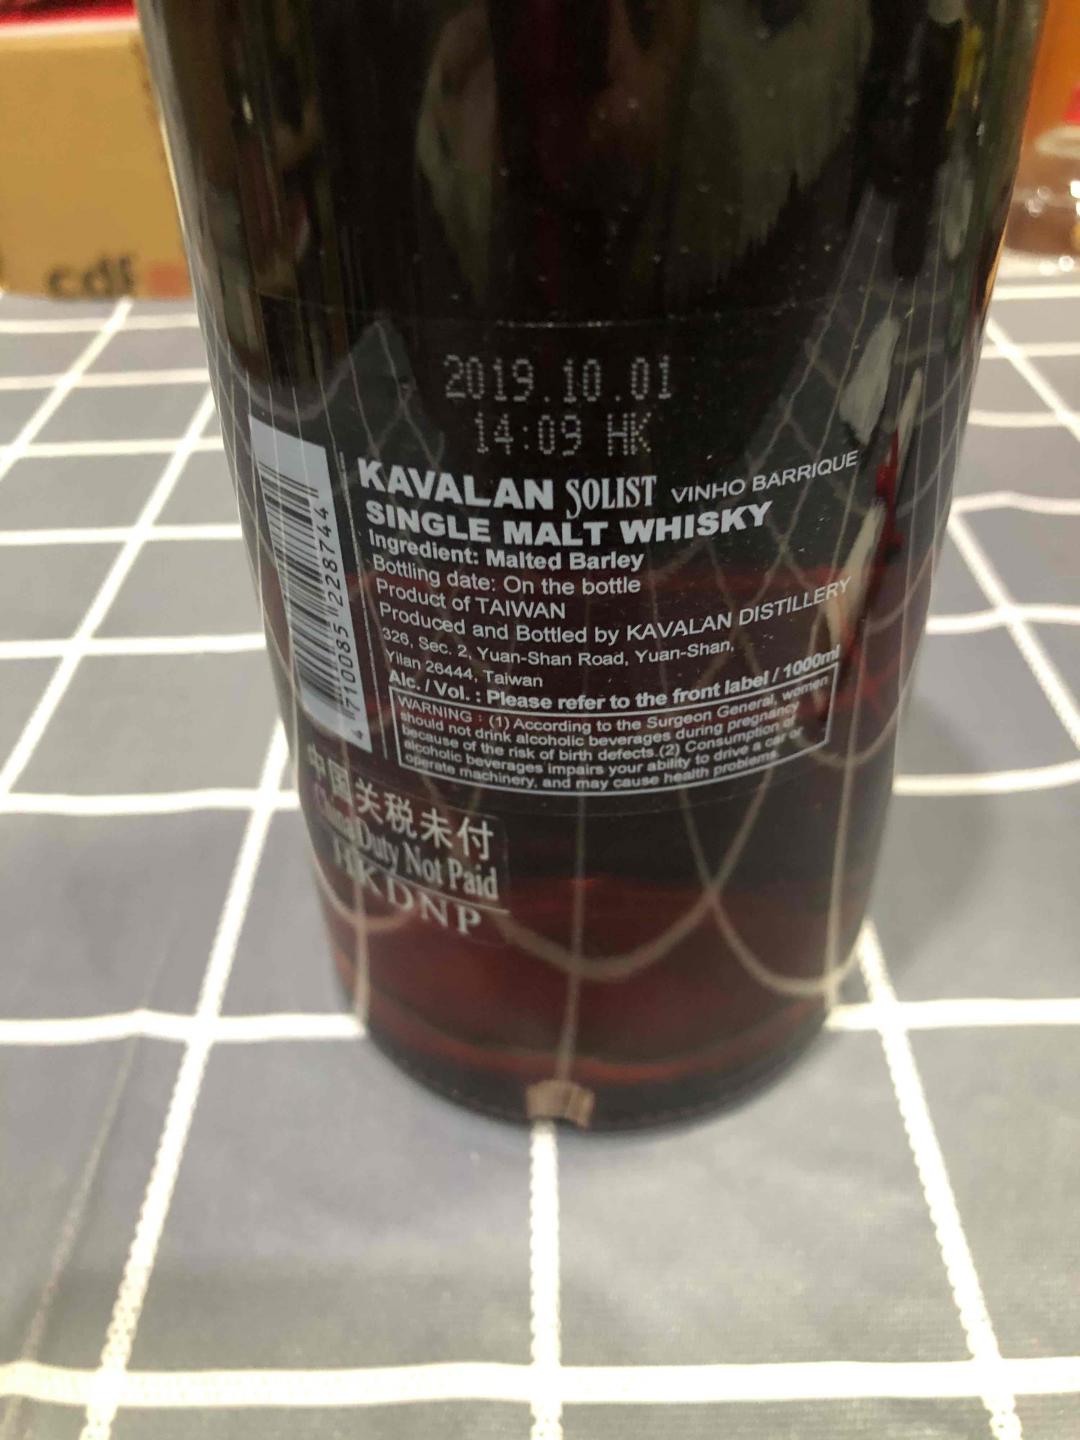 cdf
2019.10.01
14:09 HK
KAVALAN SOLIST VINHO BARRIQUE
SINGLE MALT WHISKY
Ingredient: Malted Barley
Bottling date: On the bottle
Product of TAIWAN
Produced and Bottled by KAVALAN DISTILLERY
326, Sec. 2, Yuan-Shan Road, Yuan-Shan,
Yilan 26444, Taiwan
Alc. / Vol. : Please refer to the front label / 1000ml
WARNING : (1) According to the Surgeon General, women
should not drink alcoholic beverages during pregnancy
because of the risk of birth defects.(2) Consumption of
alcoholic beverages impairs your ability to drive a car or
operate machinery, and may cause health problems.
4 710085 228744
中国关税未付
China Duty Not Paid
HKDNP